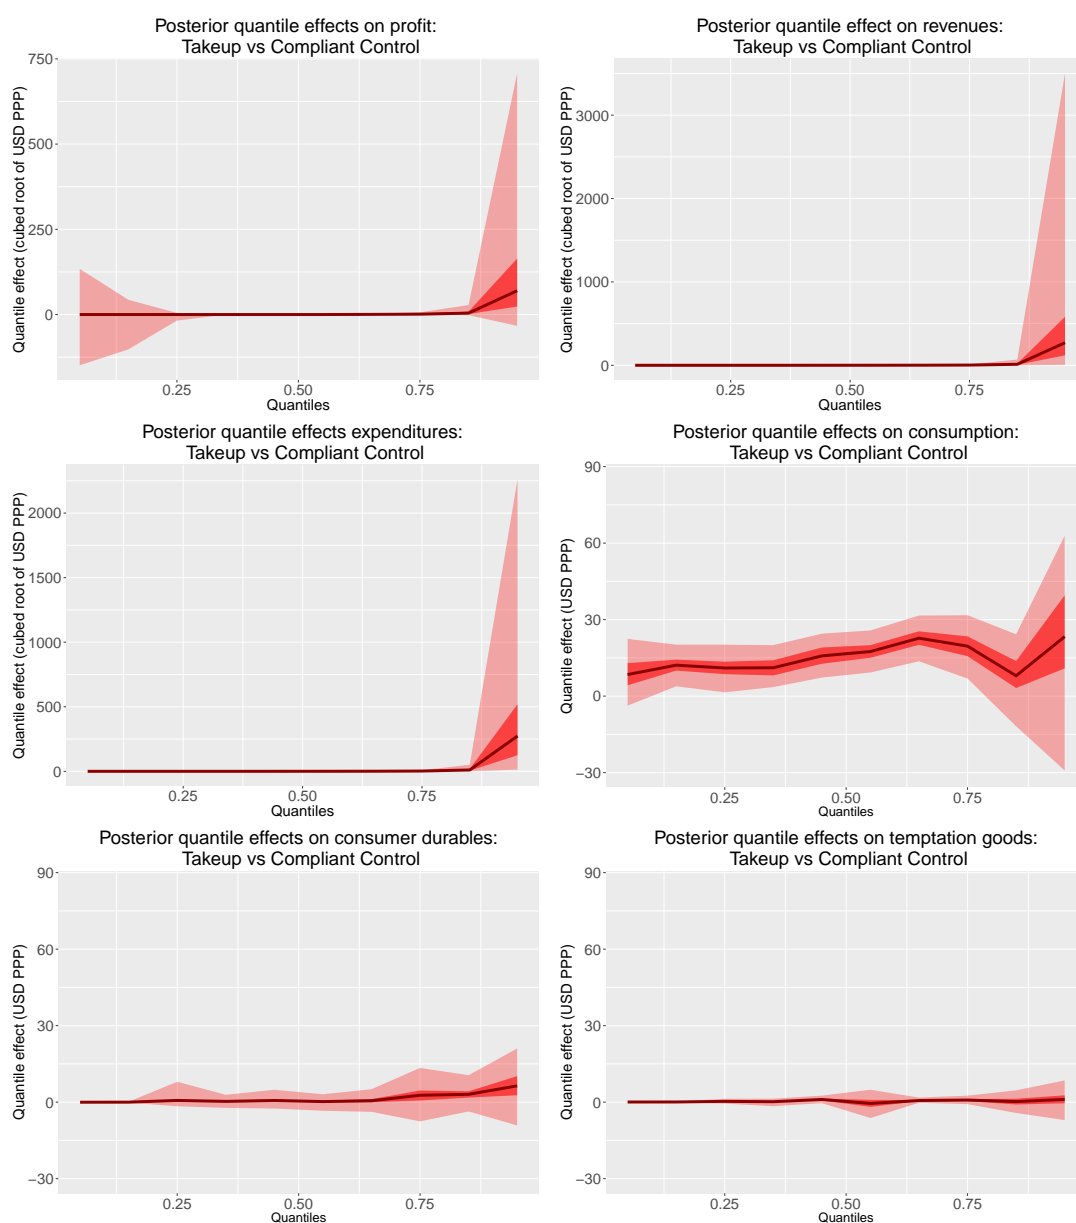 Posterior quantile effects on profit:
Takeup vs Compliant Control
Quantile effect (cubed root of USD PPP)
750
500
250
0
0.25
0.50
0.75
Quantiles
Posterior quantile effect on revenues:
Takeup vs Compliant Control
Quantile effect (cubed root of USD PPP)
3000
2000
1000
0
0.25
0.50
0.75
Quantiles
Posterior quantile effects expenditures:
Takeup vs Compliant Control
Quantile effect (cubed root of USD PPP)
2000
1500
1000
500
0
0.25
0.50
0.75
Quantiles
Posterior quantile effects on consumption:
Takeup vs Compliant Control
Quantile effect (USD PPP)
90
60
30
0
−30
0.25
0.50
0.75
Quantiles
Posterior quantile effects on consumer durables:
Takeup vs Compliant Control
Quantile effect (USD PPP)
90
60
30
0
−30
0.25
0.50
0.75
Quantiles
Posterior quantile effects on temptation goods:
Takeup vs Compliant Control
Quantile effect (USD PPP)
90
60
30
0
−30
0.25
0.50
0.75
Quantiles